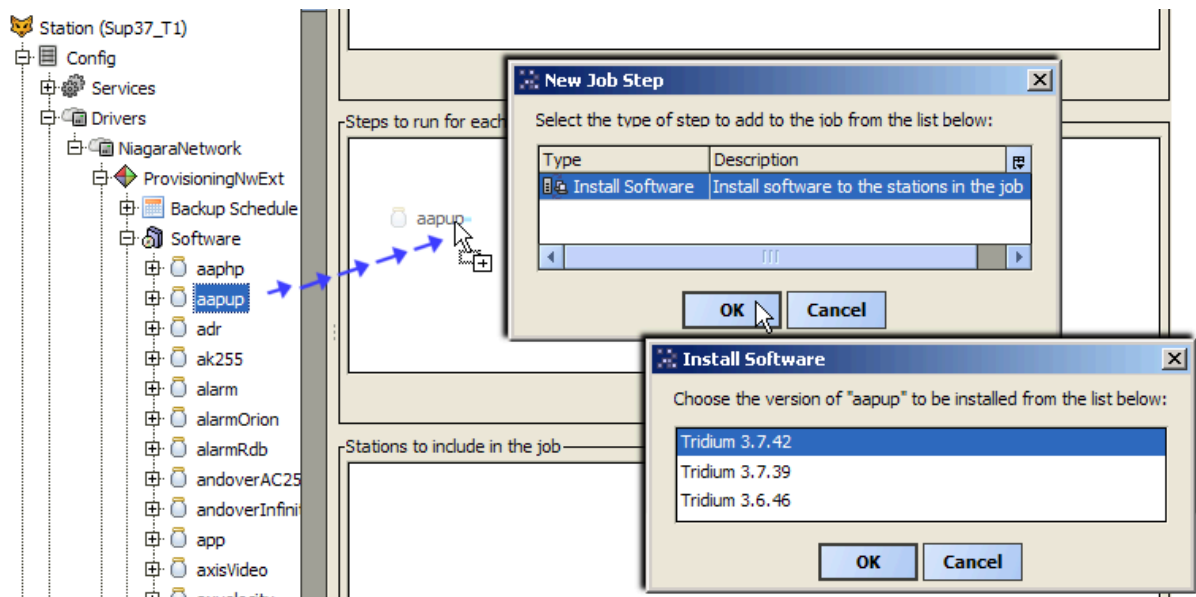 Station (Sup37_T1)
Config
Services
Drivers
NiagaraNetwork
ProvisioningNwExt
Backup Schedule
Software
aaphp
aapup
adr
ak255
alarm
alarmOrion
alarmRdb
andoverAC25
andoverInfini
app
axisVideo
Steps to run for each
aapup
Stations to include in the job
New Job Step
Select the type of step to add to the job from the list below:
Type Description
Install Software Install software to the stations in the job
OK Cancel
Install Software
Choose the version of "aapup" to be installed from the list below:
Tridium 3.7.42
Tridium 3.7.39
Tridium 3.6.46
OK Cancel